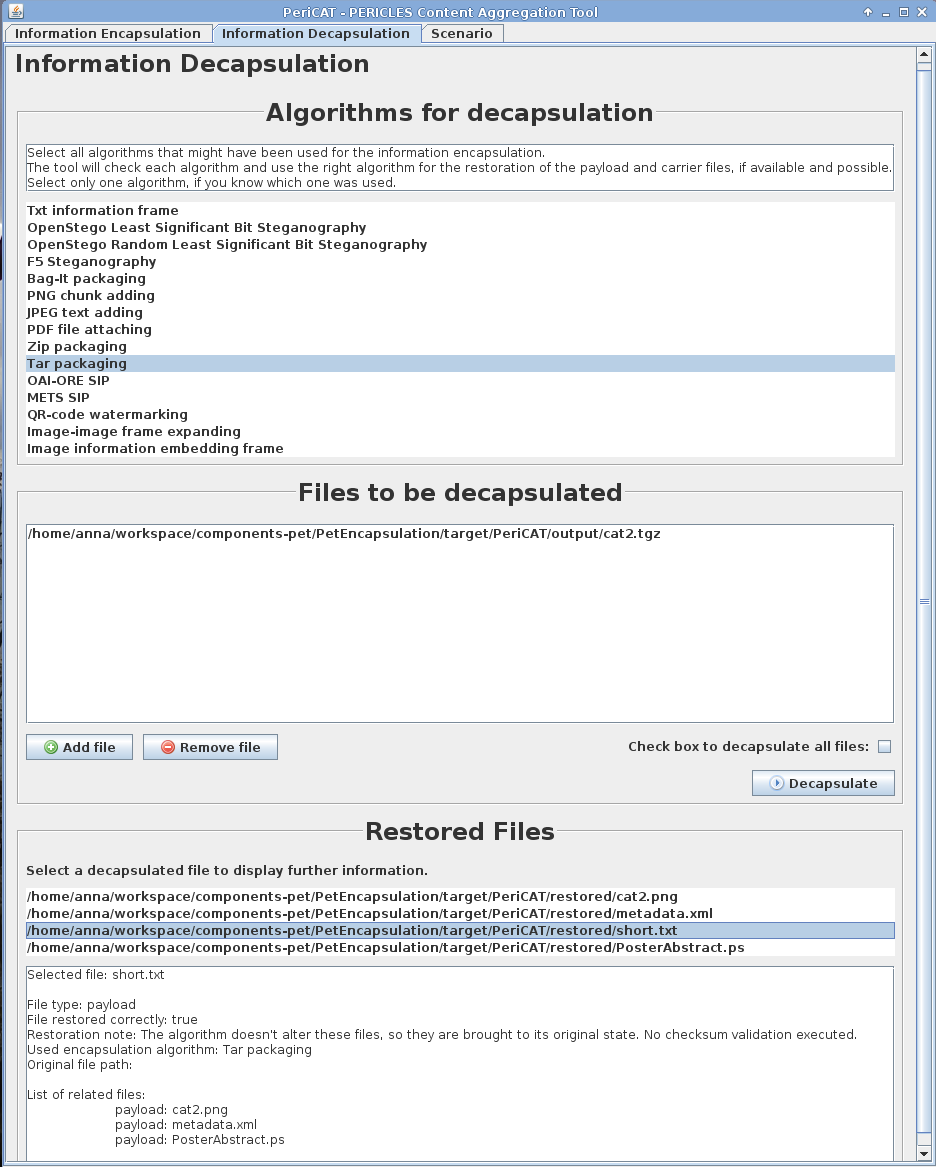 PeriCAT - PERICLES Content Aggregation Tool
Information Encapsulation
Information Decapsulation
Scenario
Information Decapsulation
Algorithms for decapsulation
Select all algorithms that might have been used for the information encapsulation.
The tool will check each algorithm and use the right algorithm for the restoration of the payload and carrier files, if available and possible.
Select only one algorithm, if you know which one was used.
Txt information frame
OpenStego Least Significant Bit Steganography
OpenStego Random Least Significant Bit Steganography
F5 Steganography
Bag-It packaging
PNG chunk adding
JPEG text adding
PDF file attaching
Zip packaging
Tar packaging
OAI-ORE SIP
METS SIP
QR-code watermarking
Image-image frame expanding
Image information embedding frame
Files to be decapsulated
/home/anna/workspace/components-pet/PetEncapsulation/target/PeriCAT/output/cat2.tgz
Add file
Remove file
Check box to decapsulate all files:
Decapsulate
Restored Files
Select a decapsulated file to display further information.
/home/anna/workspace/components-pet/PetEncapsulation/target/PeriCAT/restored/cat2.png
/home/anna/workspace/components-pet/PetEncapsulation/target/PeriCAT/restored/metadata.xml
/home/anna/workspace/components-pet/PetEncapsulation/target/PeriCAT/restored/short.txt
/home/anna/workspace/components-pet/PetEncapsulation/target/PeriCAT/restored/PosterAbstract.ps
Selected file: short.txt
File type: payload
File restored correctly: true
Restoration note: The algorithm doesn't alter these files, so they are brought to its original state. No checksum validation executed.
Used encapsulation algorithm: Tar packaging
Original file path:
List of related files:
payload: cat2.png
payload: metadata.xml
payload: PosterAbstract.ps